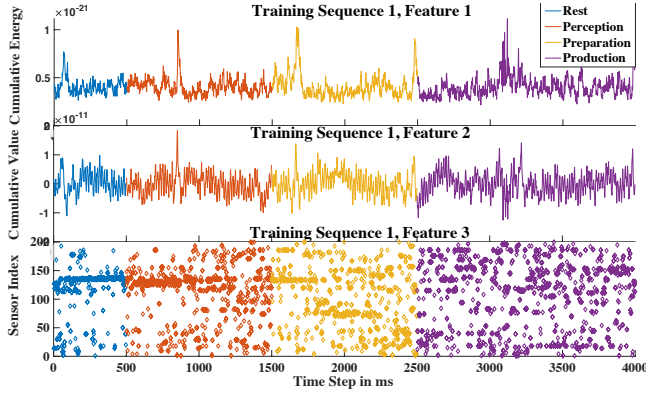 ×10^-21
Training Sequence 1, Feature 1
Rest
Perception
Preparation
Production
Cumulative Energy
1
0.5
2
×10^-11
Training Sequence 1, Feature 2
Cumulative Value
1
0
-1
Training Sequence 1, Feature 3
Sensor Index
200
150
100
50
0
0 500 1000 1500 2000 2500 3000 3500 4000
Time Step in ms